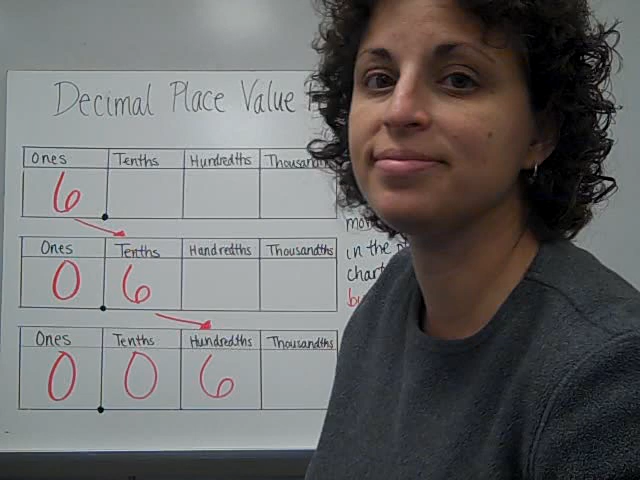 Decimal Place Value
Ones Tenths Hundredths Thousandths
6
Ones Tenths Hundredths Thousandths
0 6
Ones Tenths Hundredths Thousandths
0 0 6
in the
chart